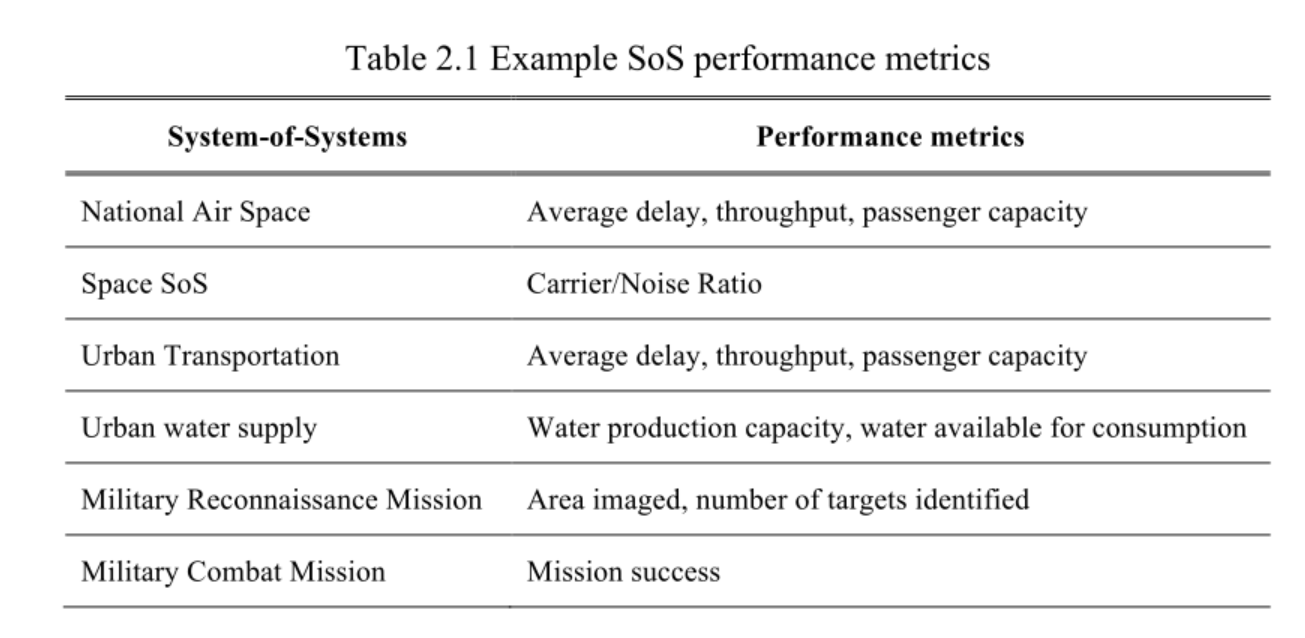 Table 2.1 Example SoS performance metrics
System-of-Systems Performance metrics
National Air Space Average delay, throughput, passenger capacity
Space SoS Carrier/Noise Ratio
Urban Transportation Average delay, throughput, passenger capacity
Urban water supply Water production capacity, water available for consumption
Military Reconnaissance Mission Area imaged, number of targets identified
Military Combat Mission Mission success